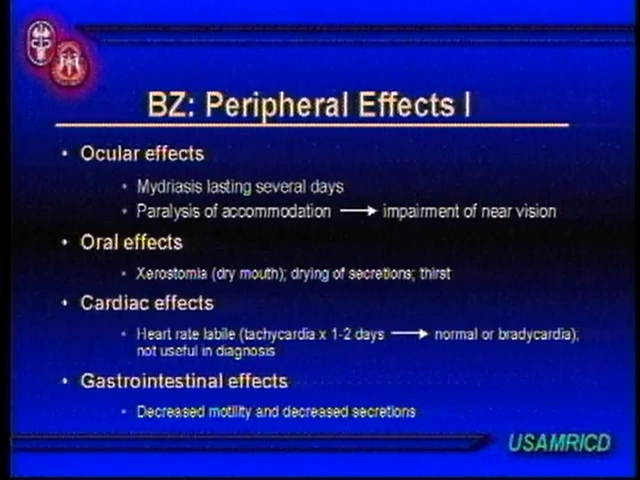 BZ: Peripheral Effects I
• Ocular effects
• Mydriasis lasting several days
• Paralysis of accommodation → impairment of near vision
• Oral effects
• Xerostomia (dry mouth); drying of secretions; thirst
• Cardiac effects
• Heart rate labile (tachycardia x 1-2 days → normal or bradycardia);
not useful in diagnosis
• Gastrointestinal effects
• Decreased motility and decreased secretions
USAMRICD